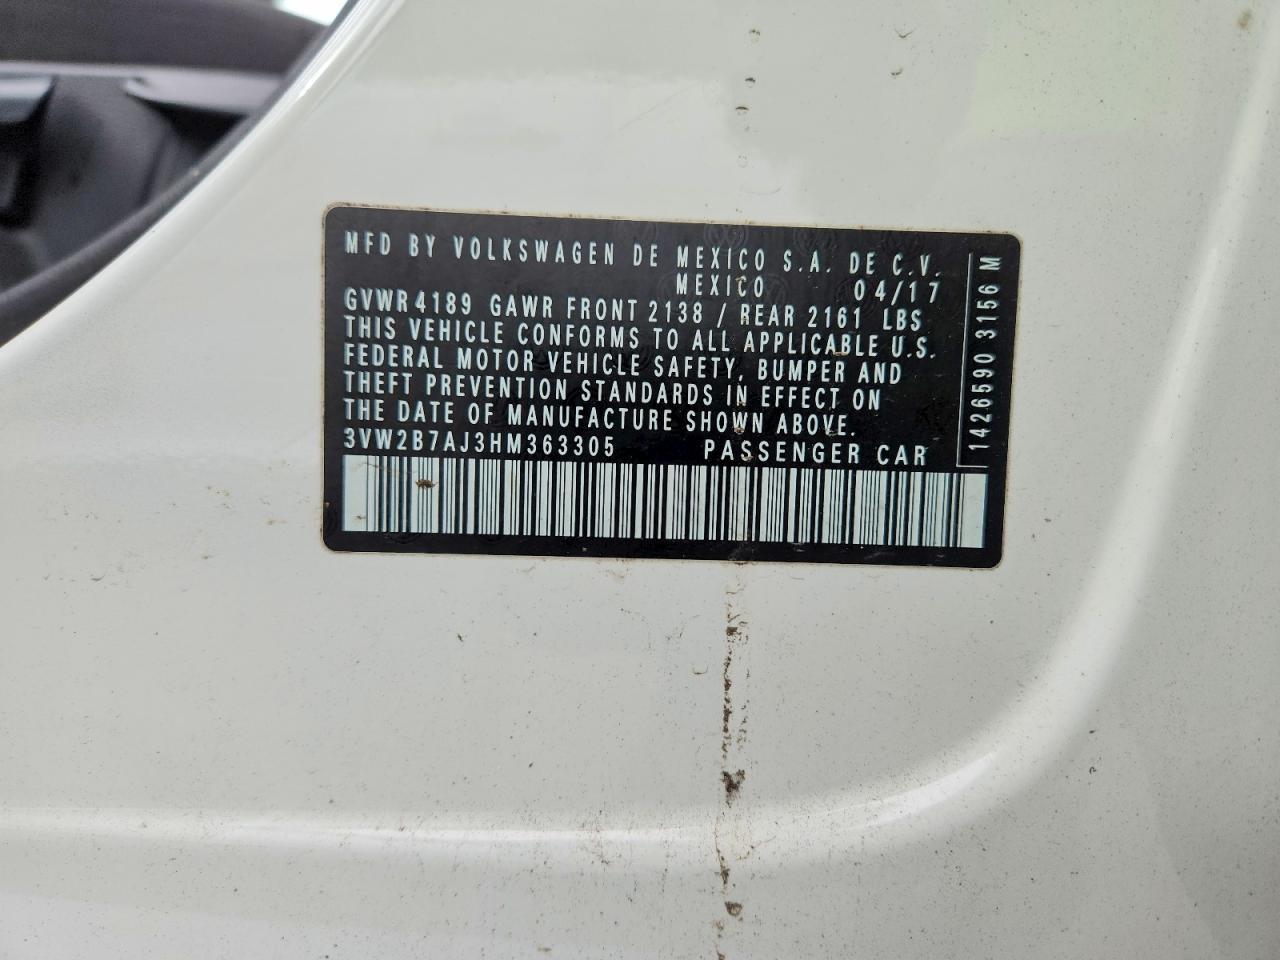 MFD BY VOLKSWAGEN DE MEXICO S.A. DE C.V.
MEXICO 04/17
GVWR 4189 GAWR FRONT 2138 / REAR 2161 LBS
THIS VEHICLE CONFORMS TO ALL APPLICABLE U.S.
FEDERAL MOTOR VEHICLE SAFETY, BUMPER AND
THEFT PREVENTION STANDARDS IN EFFECT ON
THE DATE OF MANUFACTURE SHOWN ABOVE.
3VW2B7AJ3HM363305 PASSENGER CAR
1426590 3156 M